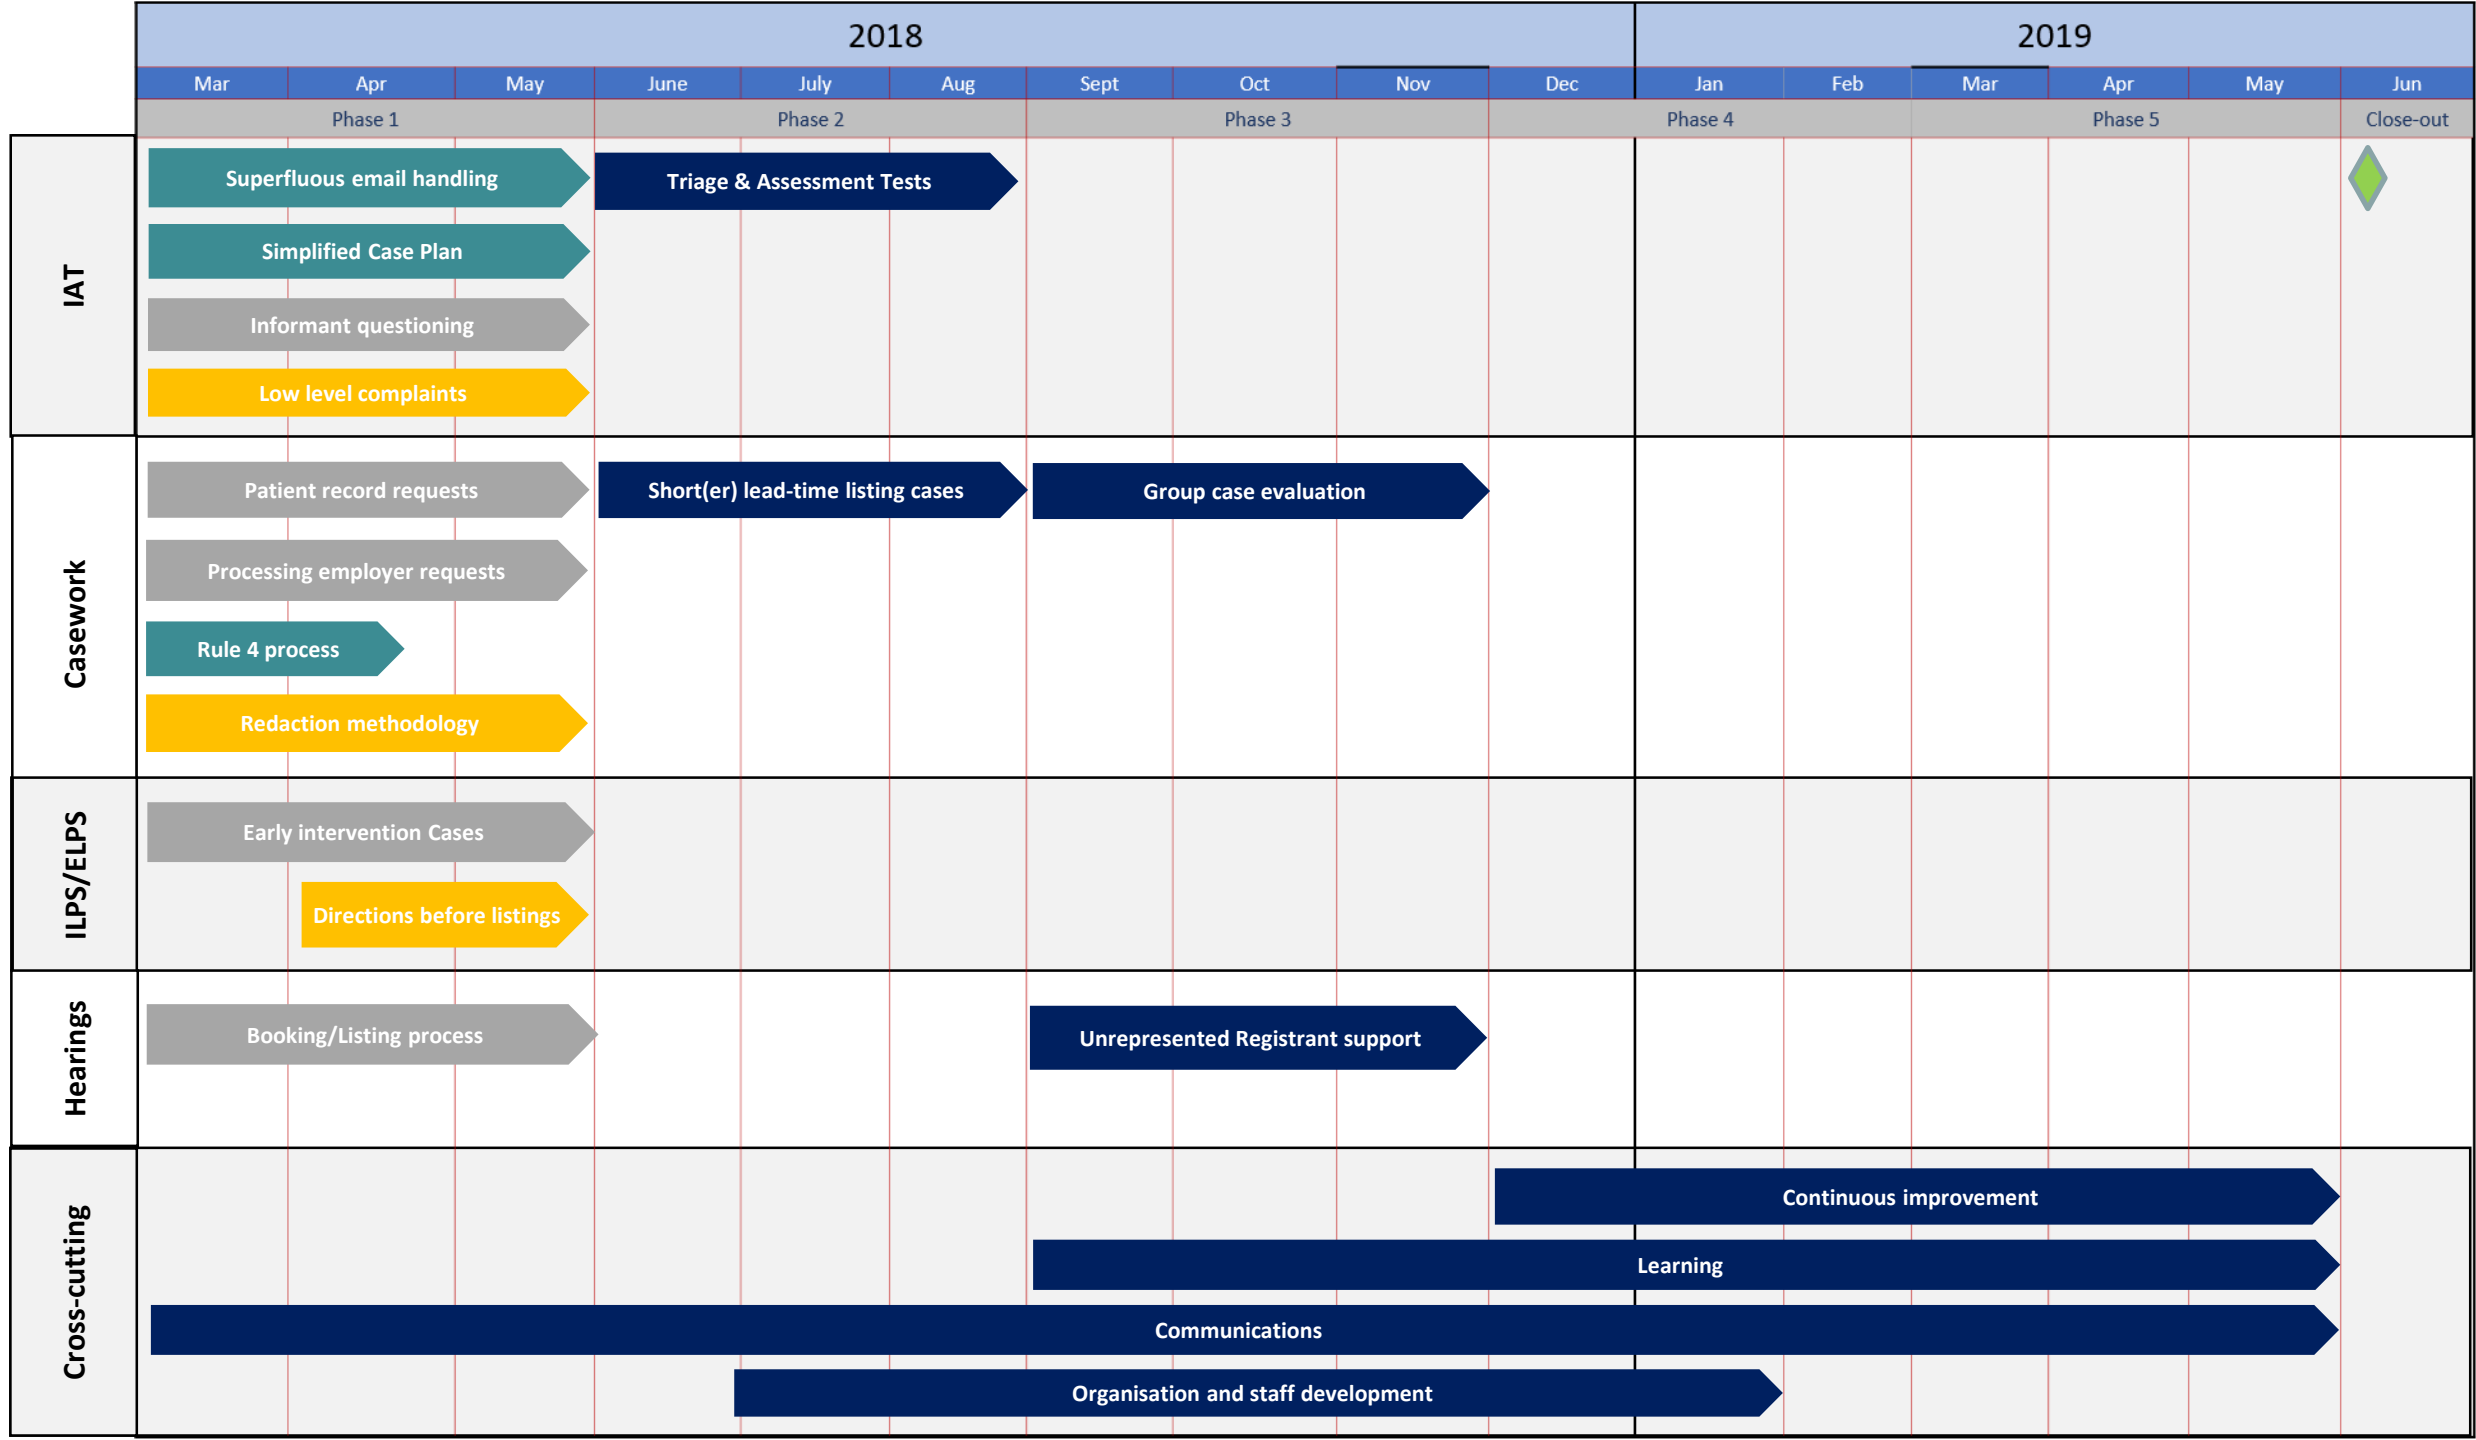 2018
2019
Mar
Apr
May
June
July
Aug
Sept
Oct
Nov
Dec
Jan
Feb
Mar
Apr
May
Jun
Phase 1
Phase 2
Phase 3
Phase 4
Phase 5
Close-out
IAT
Superfluous email handling
Triage & Assessment Tests
Simplified Case Plan
Informant questioning
Low level complaints
Casework
Patient record requests
Short(er) lead-time listing cases
Group case evaluation
Processing employer requests
Rule 4 process
Redaction methodology
ILPS/ELPS
Early intervention Cases
Directions before listings
Hearings
Booking/Listing process
Unrepresented Registrant support
Cross-cutting
Continuous improvement
Learning
Communications
Organisation and staff development